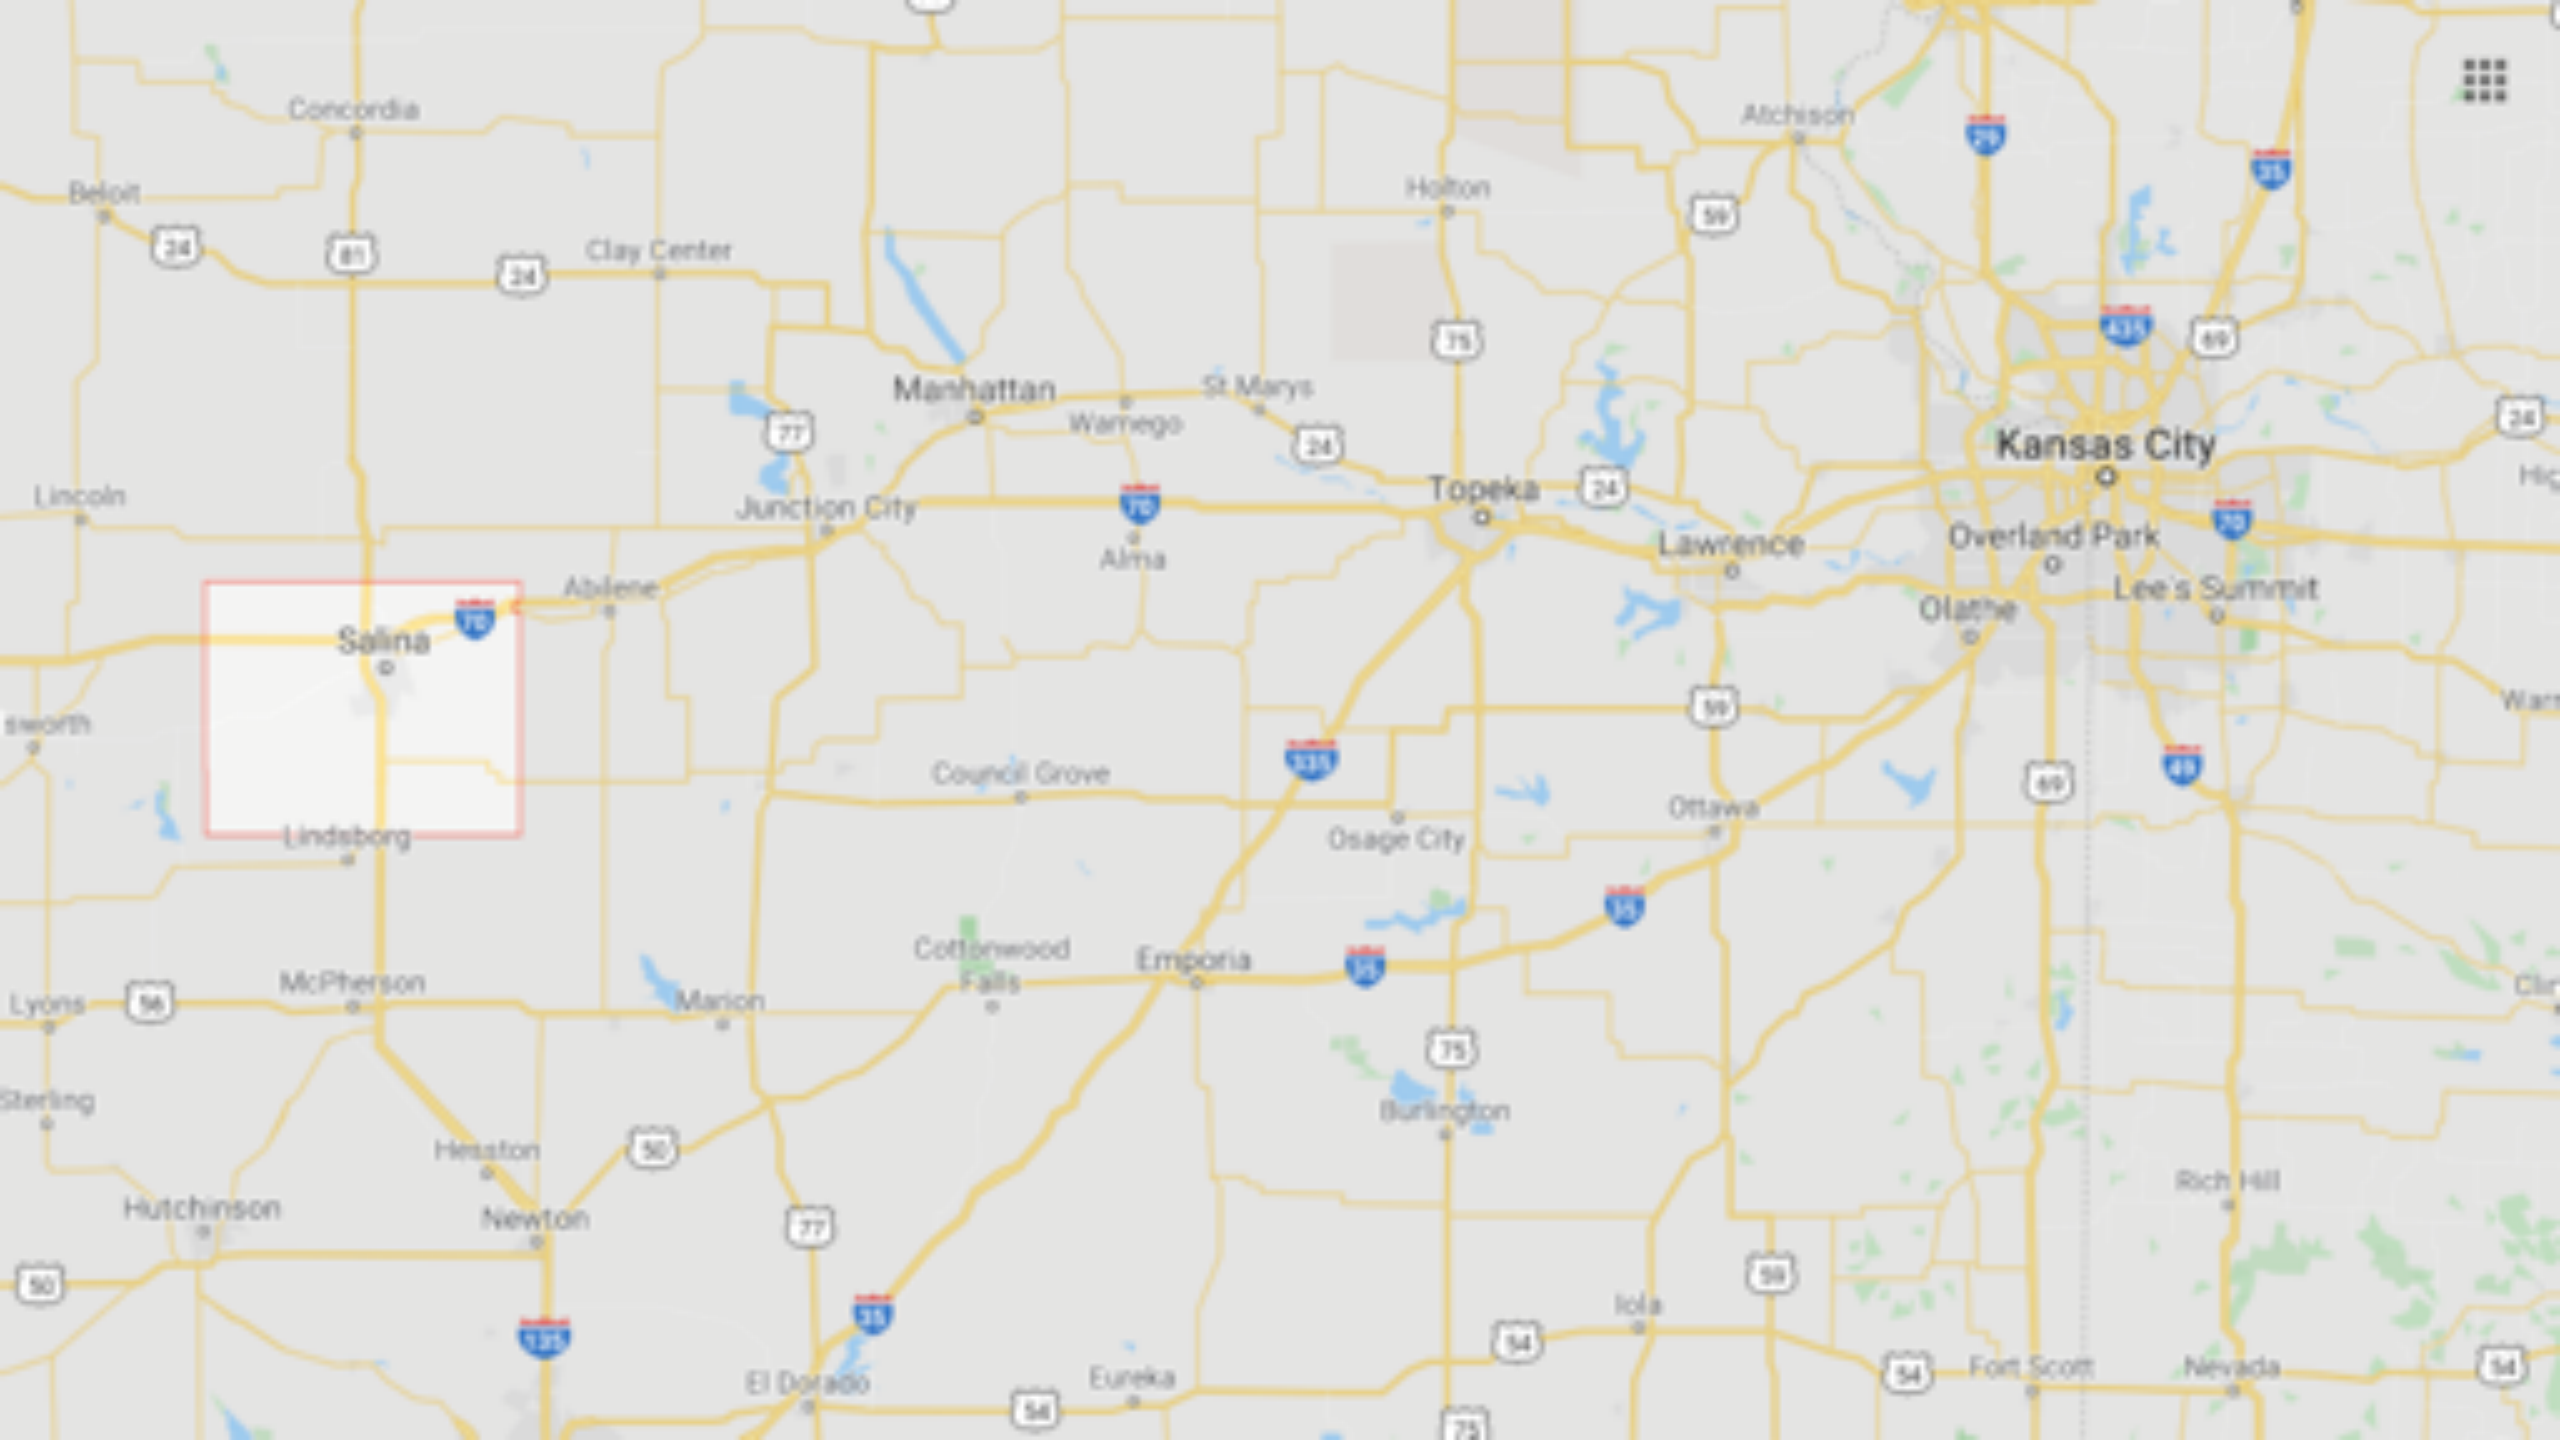 Concordia
Atchison
29
35
Beloit
Holton
59
24
81
24
Clay Center
75
435
69
Manhattan
Wamego
St Marys
24
77
24
Kansas City
Lincoln
Junction City
70
Topeka
24
70
Alma
Lawrence
Overland Park
Abilene
Lee's Summit
70
Olathe
Salina
sworth
59
335
Council Grove
69
49
Ottawa
Lindsborg
Osage City
35
Cottonwood
Falls
Emporia
35
McPherson
Lyons
56
Marion
75
Sterling
Burlington
Hesston
50
Rich Hill
Hutchinson
Newton
77
50
59
135
35
Iola
54
El Dorado
54
Eureka
54
Fort Scott
Nevada
54
75